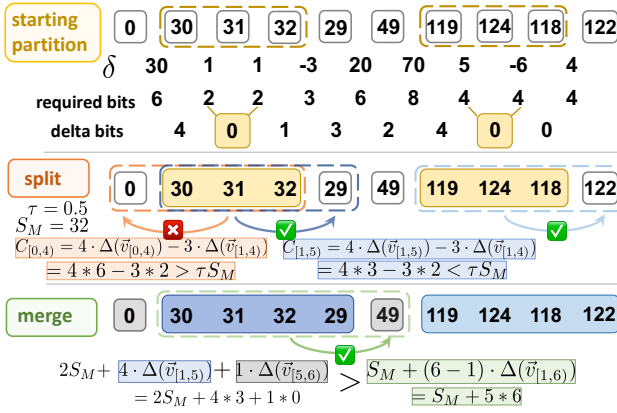 starting partition
0 30 31 32 29 49 119 124 118 122
δ 30 1 1 -3 20 70 5 -6 4
required bits 6 2 2 3 6 8 4 4 4
delta bits 4 0 1 3 2 4 0 0
split
0 30 31 32 29 49 119 124 118 122
τ = 0.5
S_M = 32
C_{[0,4)} = 4 · Δ(v⃗_{[0,4)}) − 3 · Δ(v⃗_{[1,4)})
= 4 ∗ 6 − 3 ∗ 2 > τS_M
C_{[1,5)} = 4 · Δ(v⃗_{[1,5)}) − 3 · Δ(v⃗_{[1,4)})
= 4 ∗ 3 − 3 ∗ 2 < τS_M
merge
0 30 31 32 29 49 119 124 118 122
2S_M + 4 · Δ(v⃗_{[1,5)}) + 1 · Δ(v⃗_{[5,6)})
= 2S_M + 4 ∗ 3 + 1 ∗ 0
>
S_M + (6 − 1) · Δ(v⃗_{[1,6)})
= S_M + 5 ∗ 6